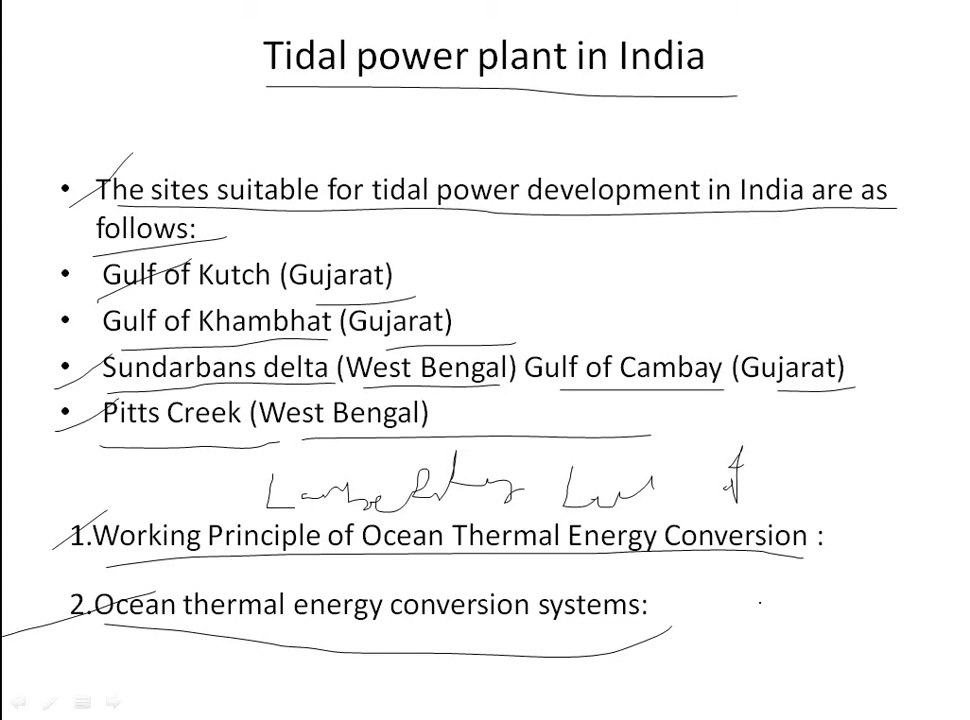 Tidal power plant in India
• The sites suitable for tidal power development in India are as
follows:
• Gulf of Kutch (Gujarat)
• Gulf of Khambhat (Gujarat)
• Sundarbans delta (West Bengal) Gulf of Cambay (Gujarat)
• Pitts Creek (West Bengal)
1.Working Principle of Ocean Thermal Energy Conversion :
2.Ocean thermal energy conversion systems: